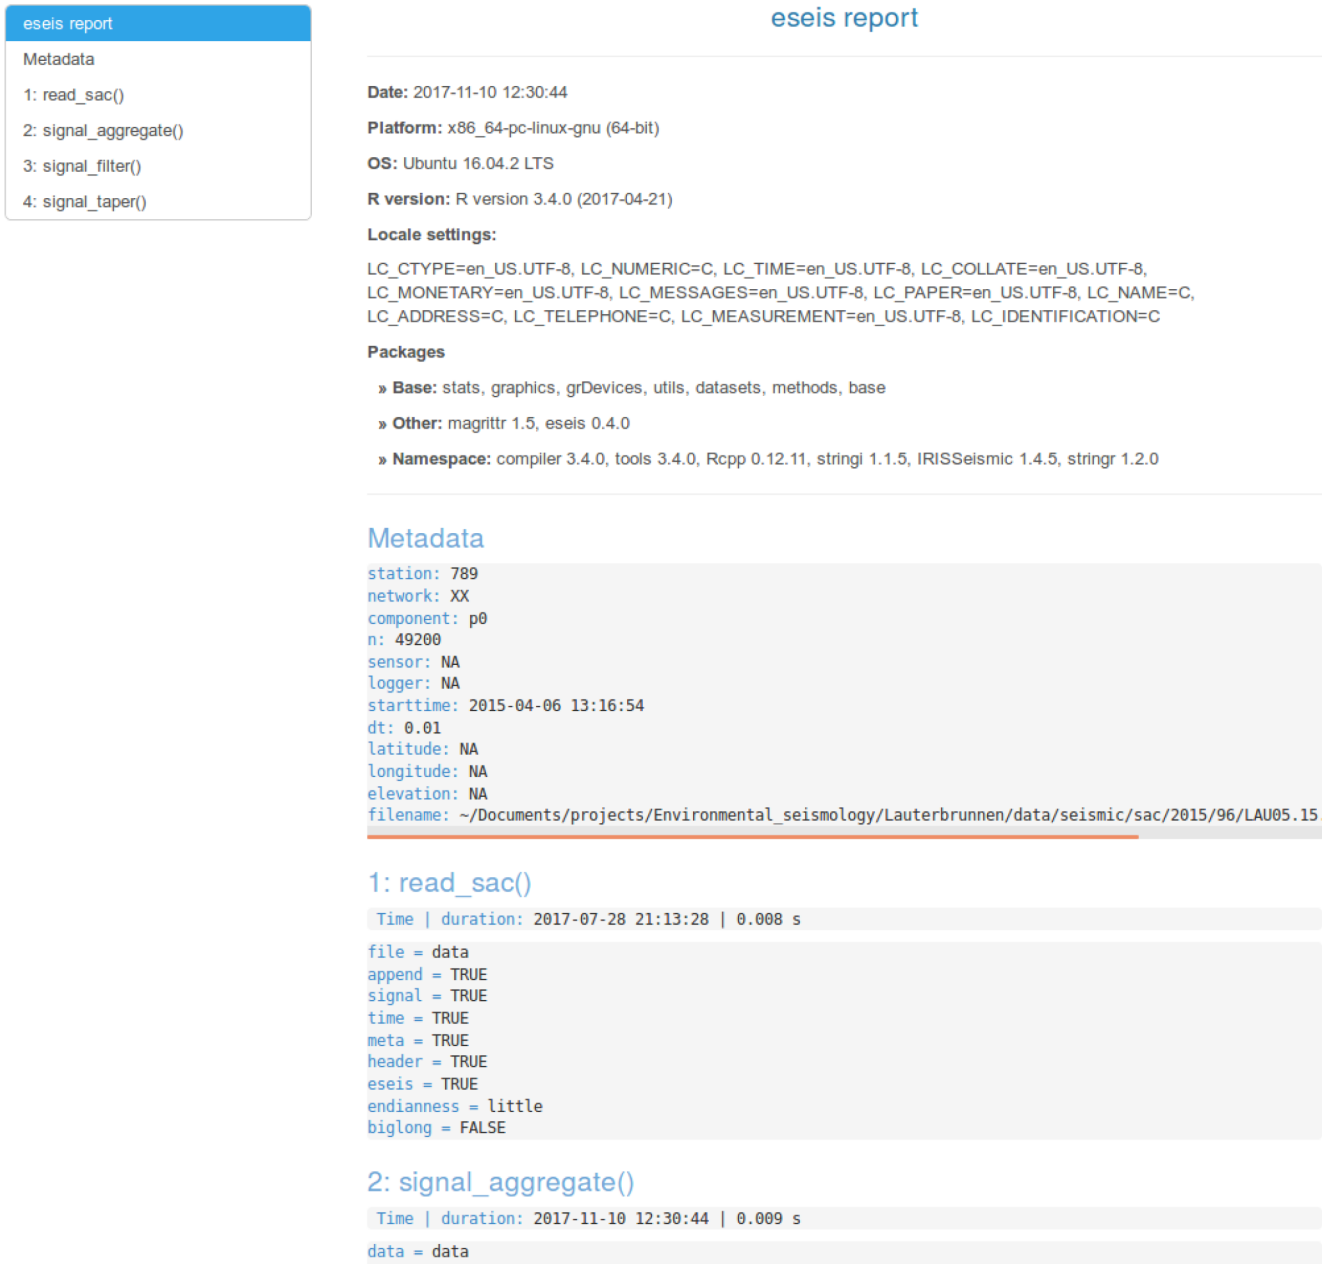 eseis report
Metadata
1: read_sac()
2: signal_aggregate()
3: signal_filter()
4: signal_taper()
eseis report
Date: 2017-11-10 12:30:44
Platform: x86_64-pc-linux-gnu (64-bit)
OS: Ubuntu 16.04.2 LTS
R version: R version 3.4.0 (2017-04-21)
Locale settings:
LC_CTYPE=en_US.UTF-8, LC_NUMERIC=C, LC_TIME=en_US.UTF-8, LC_COLLATE=en_US.UTF-8,
LC_MONETARY=en_US.UTF-8, LC_MESSAGES=en_US.UTF-8, LC_PAPER=en_US.UTF-8, LC_NAME=C,
LC_ADDRESS=C, LC_TELEPHONE=C, LC_MEASUREMENT=en_US.UTF-8, LC_IDENTIFICATION=C
Packages
» Base: stats, graphics, grDevices, utils, datasets, methods, base
» Other: magrittr 1.5, eseis 0.4.0
» Namespace: compiler 3.4.0, tools 3.4.0, Rcpp 0.12.11, stringi 1.1.5, IRISSeismic 1.4.5, stringr 1.2.0
Metadata
station: 789
network: XX
component: p0
n: 49200
sensor: NA
logger: NA
starttime: 2015-04-06 13:16:54
dt: 0.01
latitude: NA
longitude: NA
elevation: NA
filename: ~/Documents/projects/Environmental_seismology/Lauterbrunnen/data/seismic/sac/2015/96/LAU05.15.
1: read_sac()
Time | duration: 2017-07-28 21:13:28 | 0.008 s
file = data
append = TRUE
signal = TRUE
time = TRUE
meta = TRUE
header = TRUE
eseis = TRUE
endianness = little
biglong = FALSE
2: signal_aggregate()
Time | duration: 2017-11-10 12:30:44 | 0.009 s
data = data